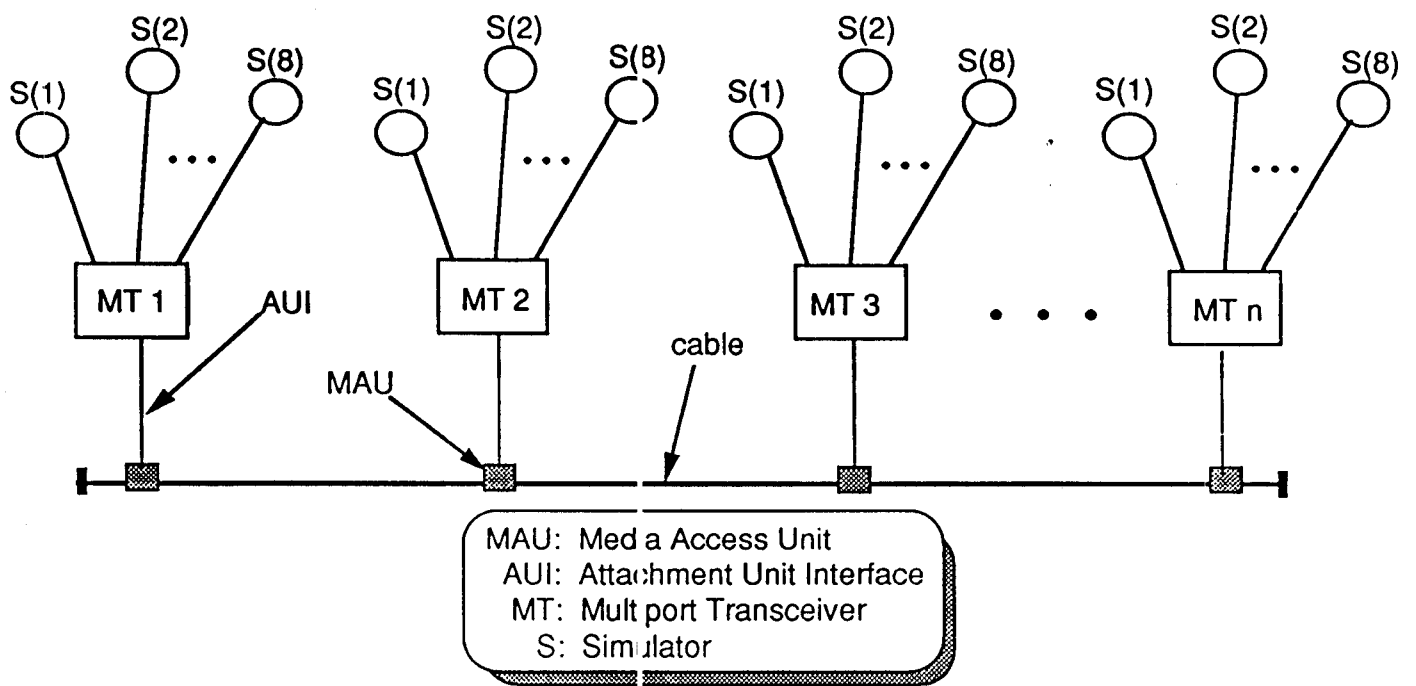 S(1) S(2) S(8) S(1) S(2) S(8) S(1) S(2) S(8) S(1) S(2) S(8)
MT 1 AUI MT 2 MT 3 • • • MT n
MAU cable
MAU: Med a Access Unit
AUI: Attachment Unit Interface
MT: Mult port Transceiver
S: Simulator